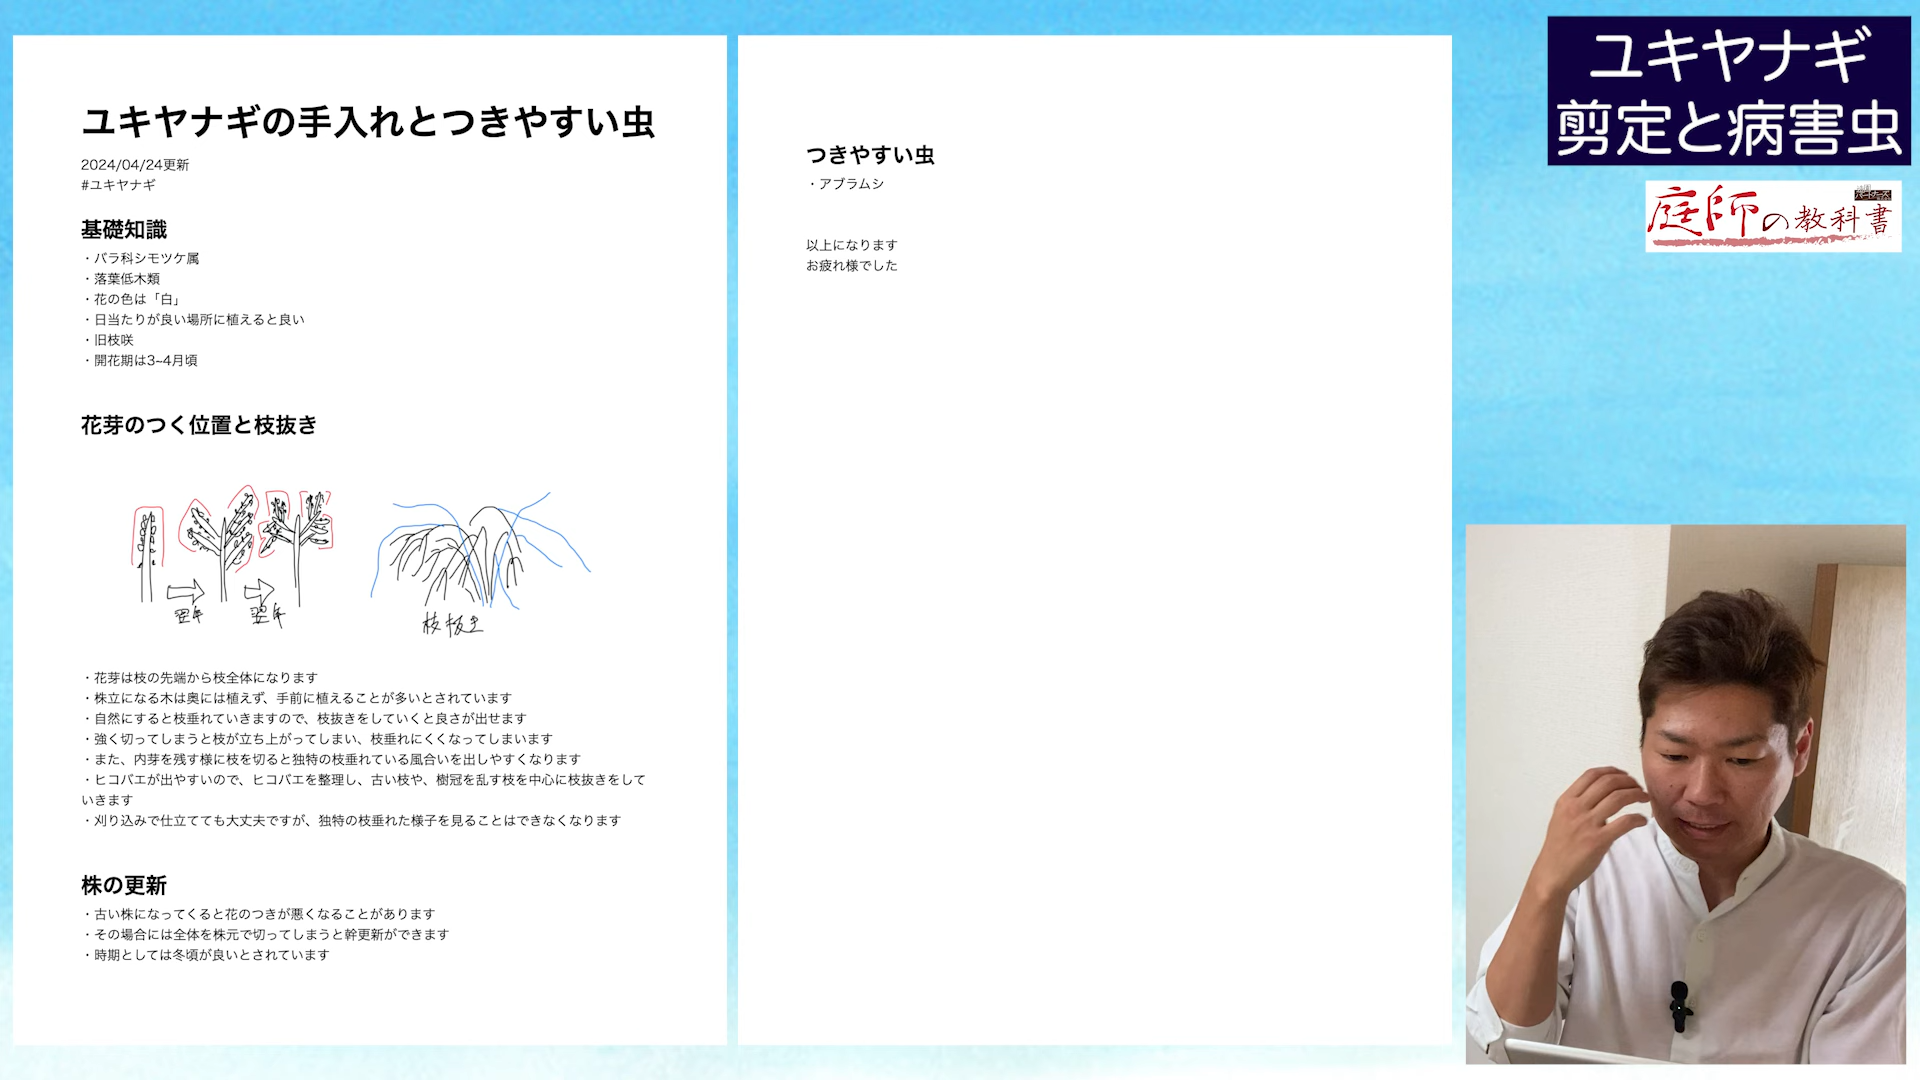 ユキヤナギの手入れとつきやすい虫
2024/04/24更新
#ユキヤナギ
基礎知識
・バラ科シモツケ属
・落葉低木類
・花の色は「白」
・日当たりが良い場所に植えると良い
・旧枝咲
・開花期は3~4月頃
花芽のつく位置と枝抜き
翌年
翌年
枝抜き
・花芽は枝の先端から枝全体になります
・株立になる木は奥には植えず、手前に植えることが多いとされています
・自然にすると枝垂れていきますので、枝抜きをしていくと良さが出せます
・強く切ってしまうと枝が立ち上がってしまい、枝垂れにくくなってしまいます
・また、内芽を残す様に枝を切ると独特の枝垂れている風合いを出しやすくなります
・ヒコバエが出やすいので、ヒコバエを整理し、古い枝や、樹冠を乱す枝を中心に枝抜きをして
いきます
・刈り込みで仕立てても大丈夫ですが、独特の枝垂れた様子を見ることはできなくなります
株の更新
・古い株になってくると花のつきが悪くなることがあります
・その場合には全体を株元で切ってしまうと幹更新ができます
・時期としては冬頃が良いとされています
つきやすい虫
・アブラムシ
以上になります
お疲れ様でした
ユキヤナギ
剪定と病害虫
庭師の教科書